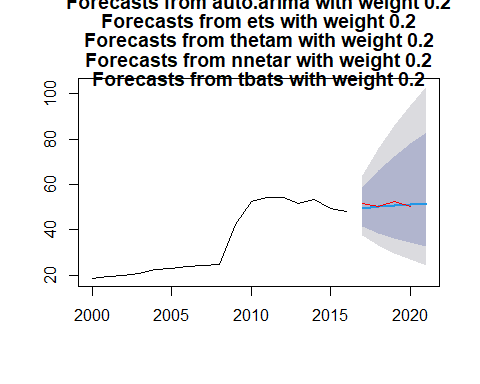 Forecasts from auto.arima with weight 0.2
Forecasts from ets with weight 0.2
Forecasts from thetam with weight 0.2
Forecasts from nnetar with weight 0.2
Forecasts from tbats with weight 0.2
100
80
60
40
20
2000 2005 2010 2015 2020